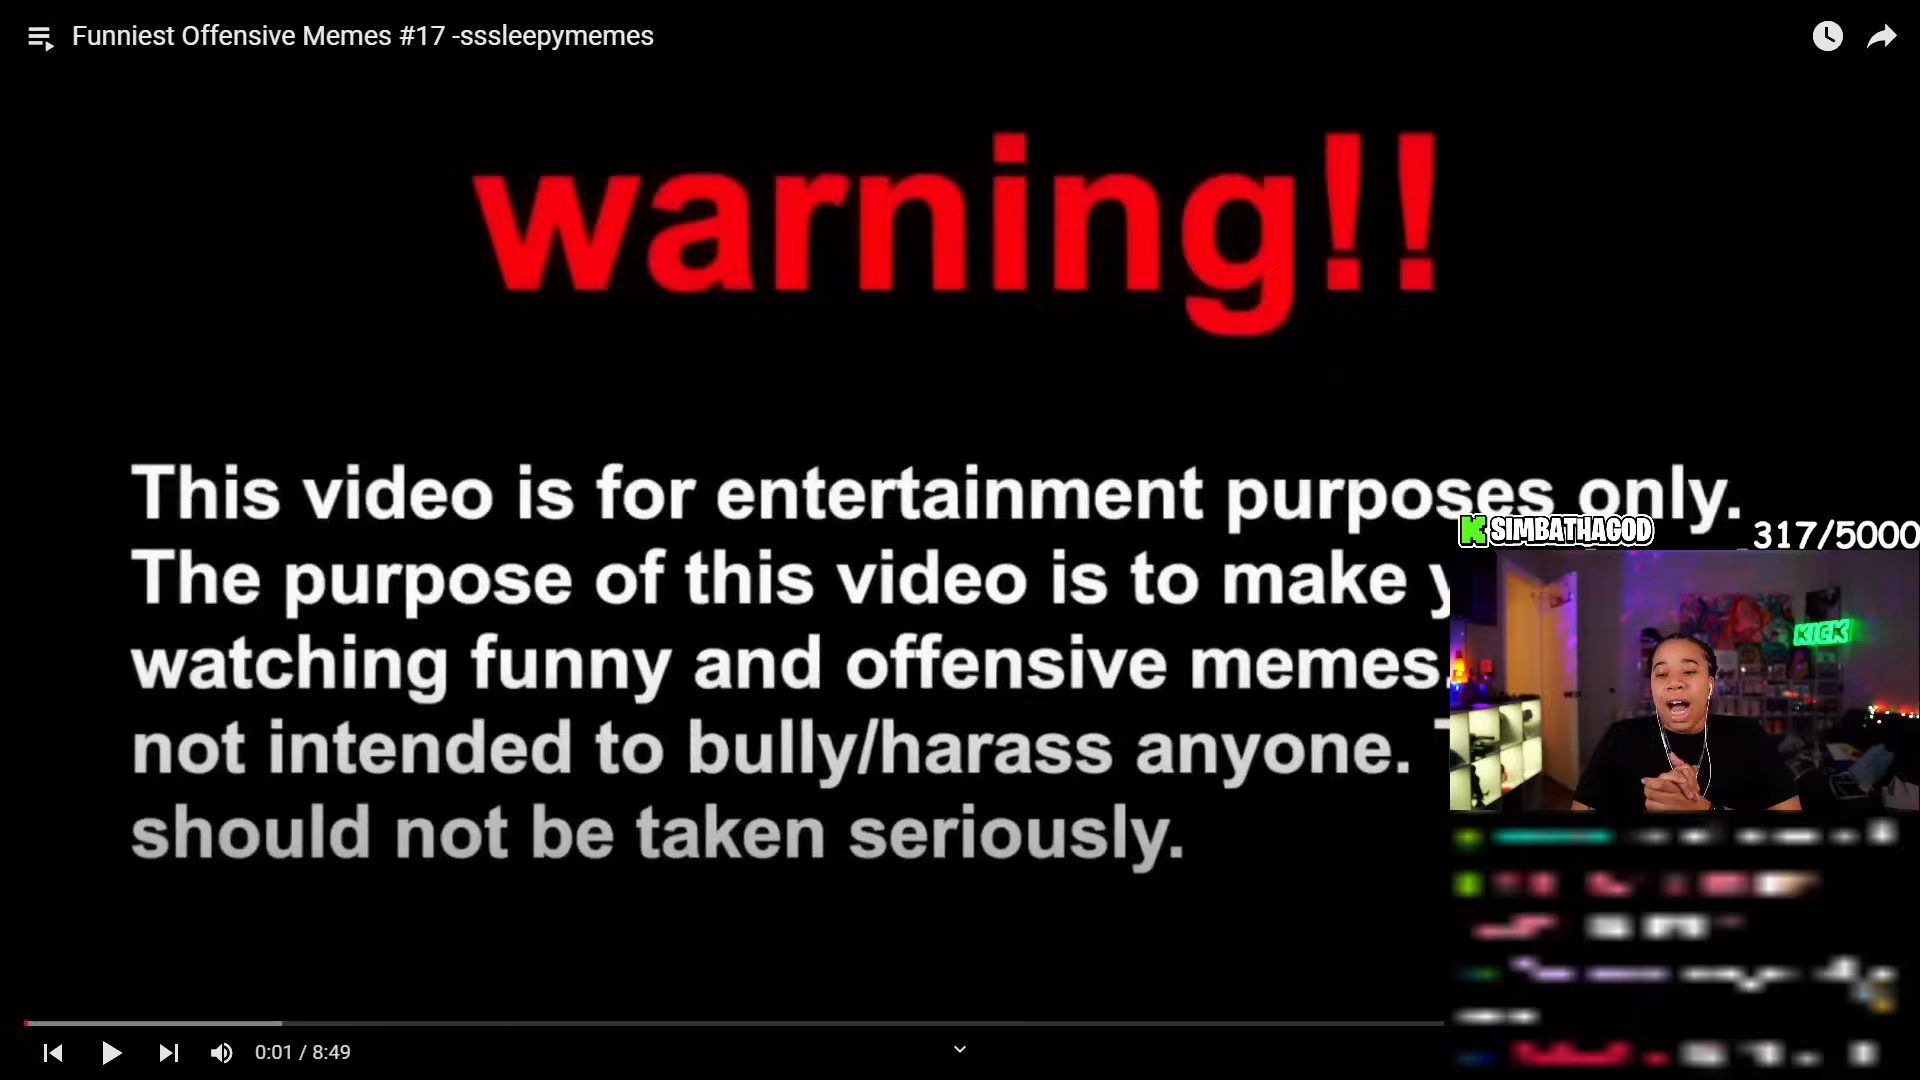 Funniest Offensive Memes #17 -sssleepymemes
warning!!
This video is for entertainment purposes only.
The purpose of this video is to make
watching funny and offensive memes.
not intended to bully/harass anyone.
should not be taken seriously.
K SIMBATHAGOD
317/5000
KICK
0:01 / 8:49